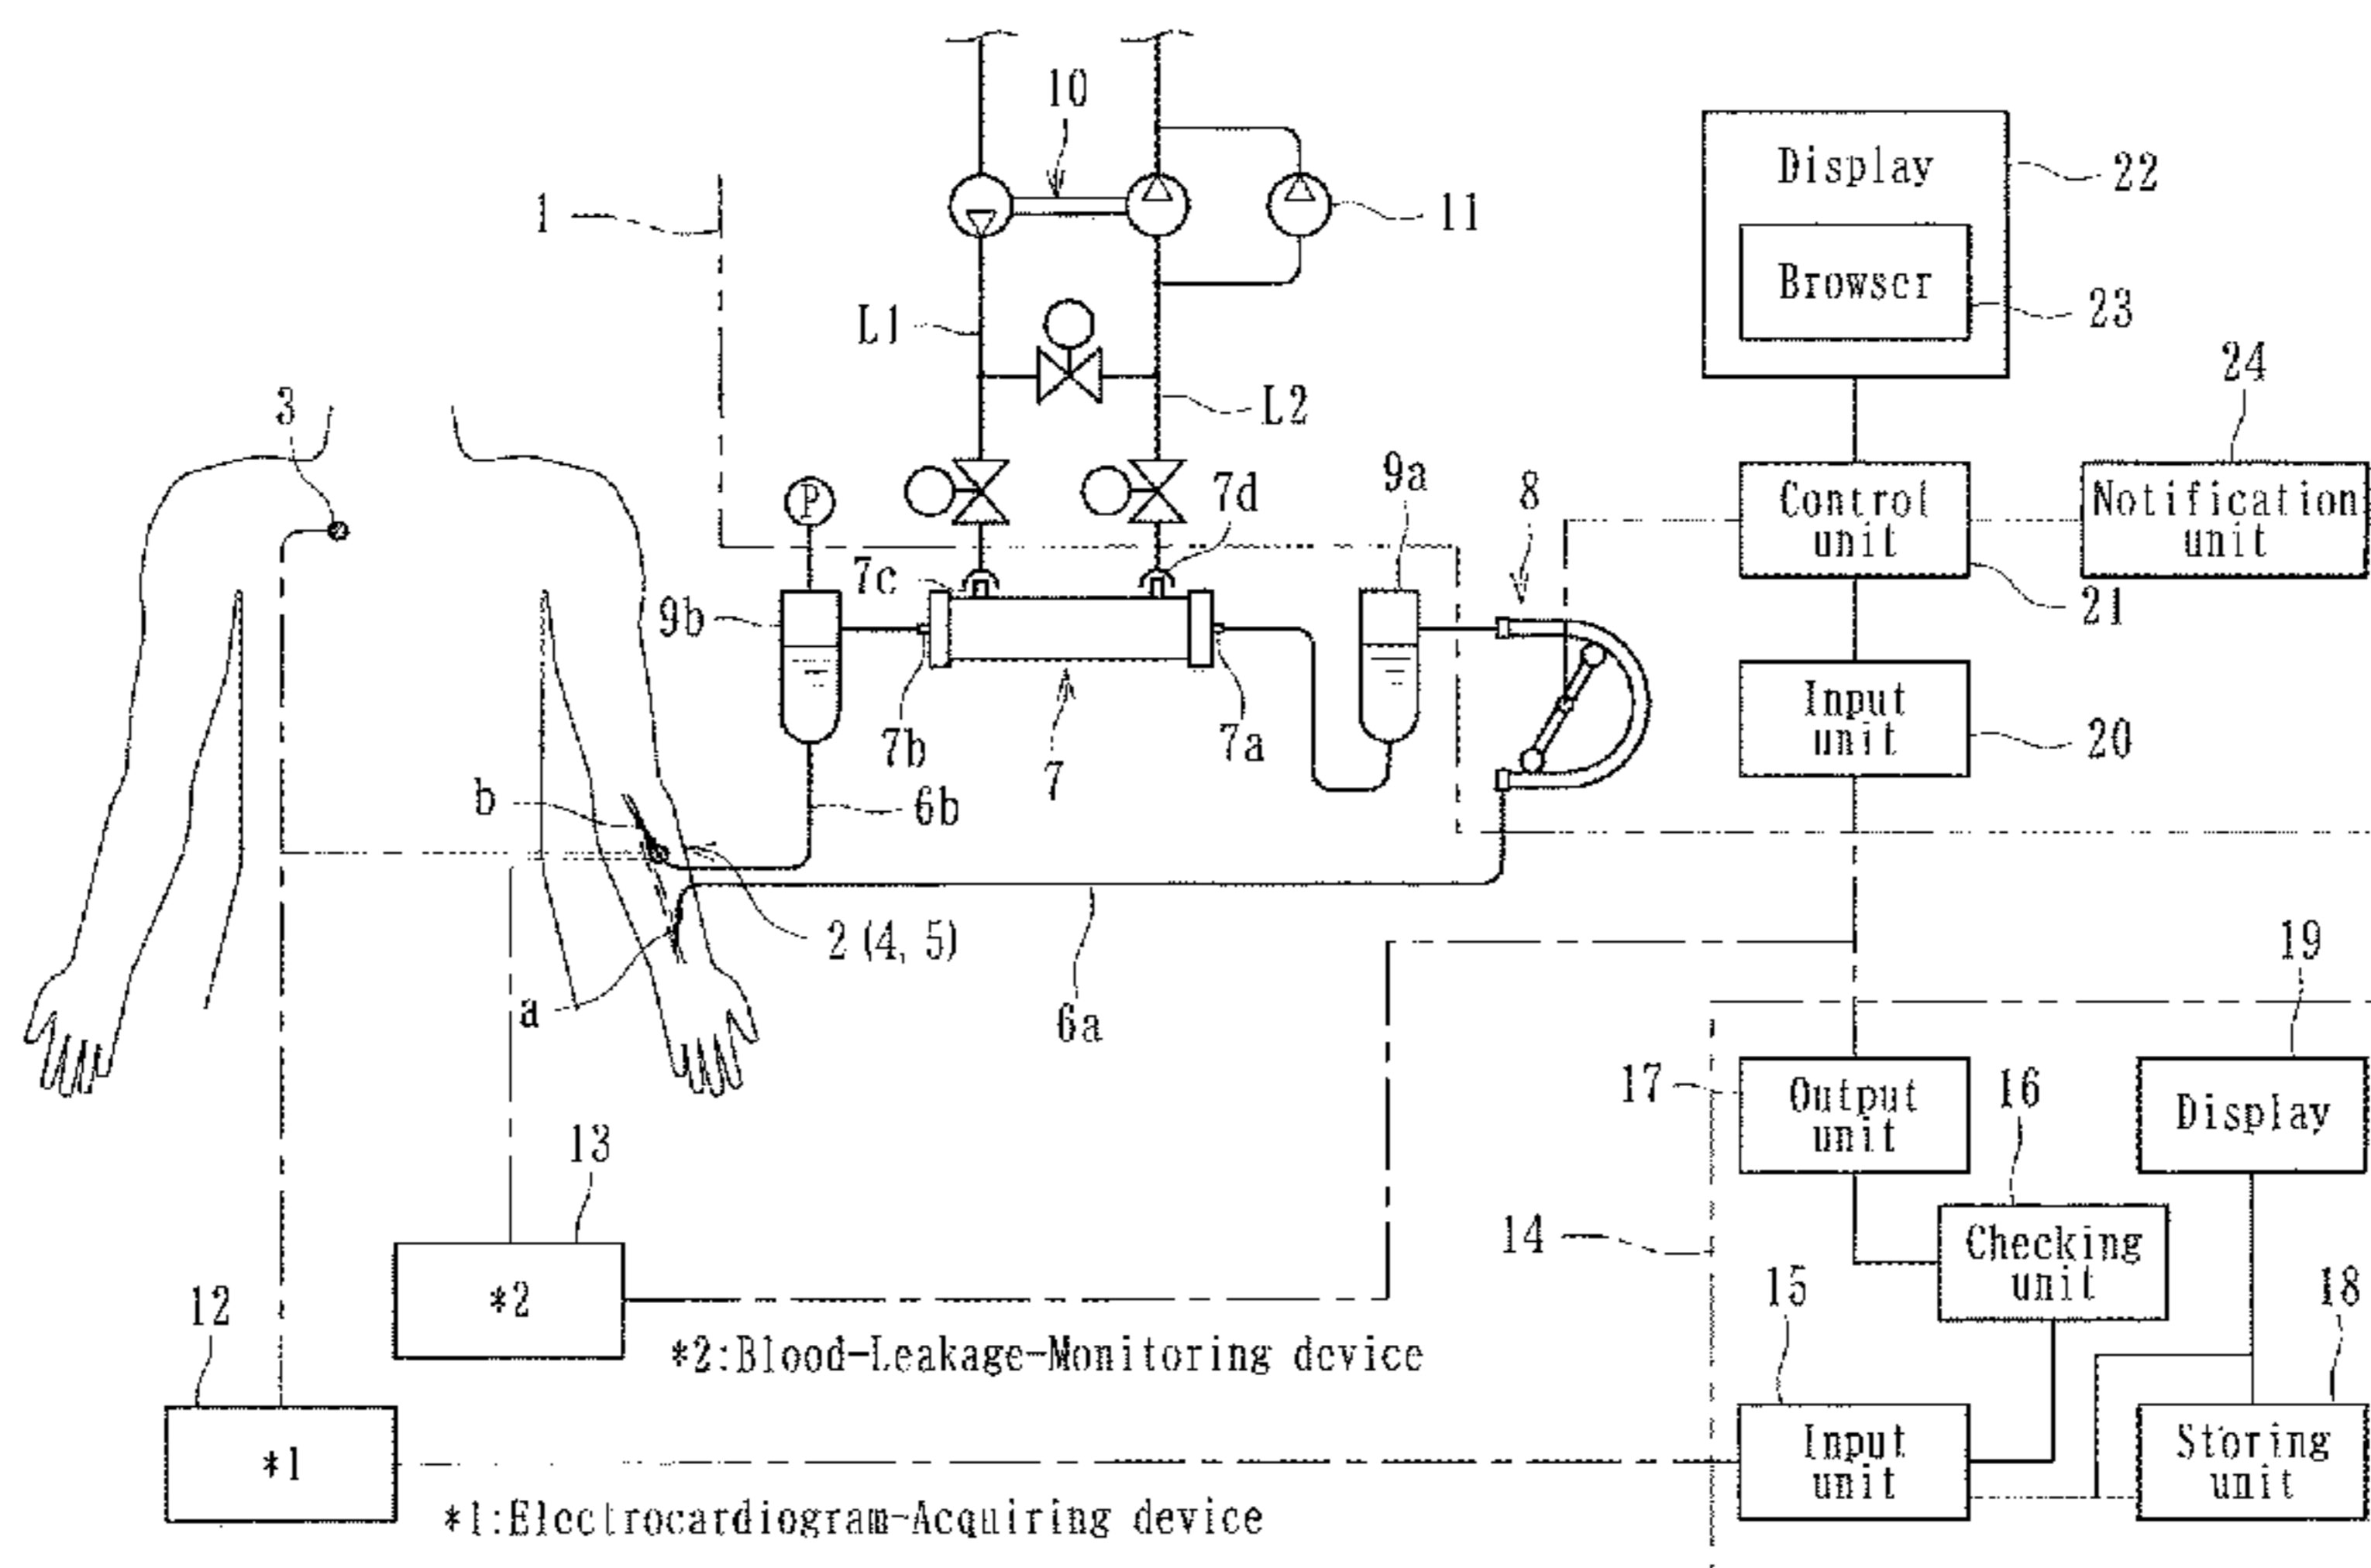 10
Display
22
1
11
Browser
23
L1
24
3
L2
9a
8
P
7d
Control
unit
Notification
unit
7c
21
9b
Input
unit
7b
7a
20
7
b
6b
2 (4, 5)
19
a
6a
17
Output
unit
16
Display
13
14
Checking
unit
*2
15
18
12
*2:Blood-Leakage-Monitoring device
*1
Input
unit
Storing
unit
*1:Electrocardiogram-Acquiring device